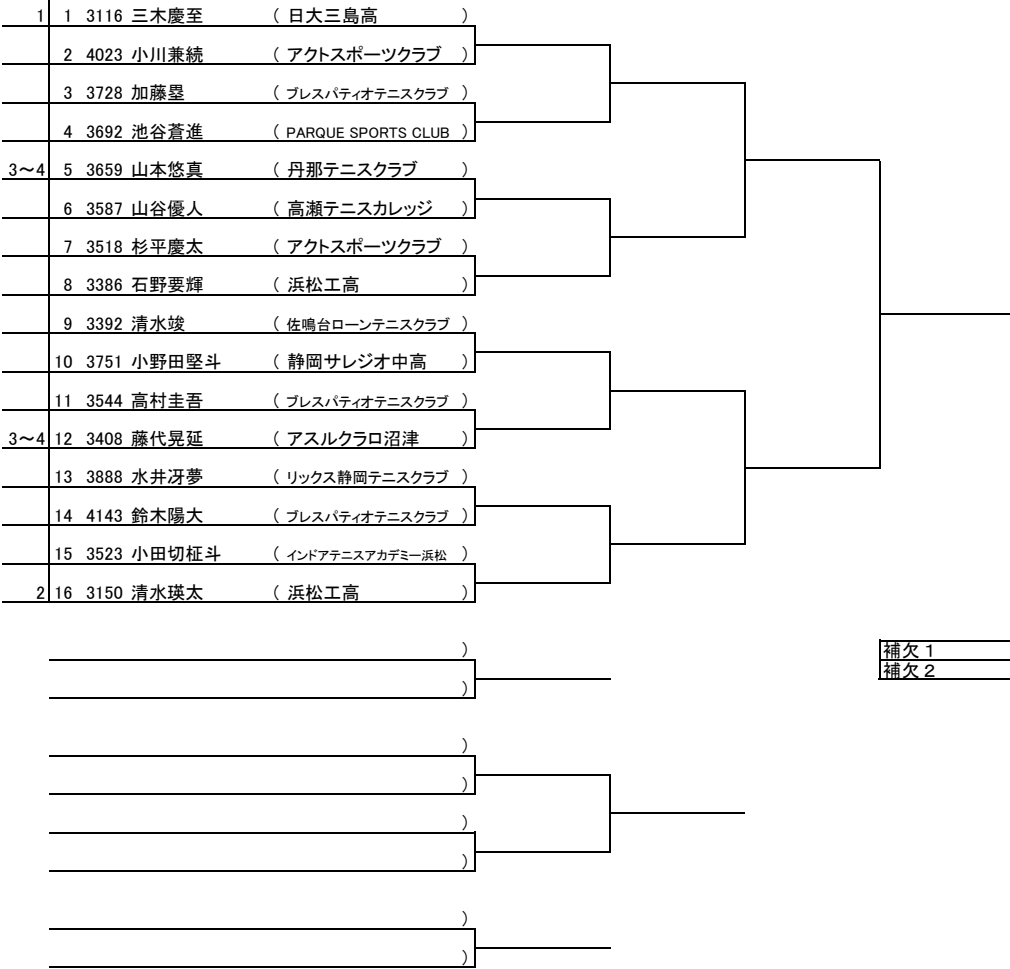 1 1 3116 三木慶至 ( 日大三島高 )
2 4023 小川兼続 ( アクトスポーツクラブ )
3 3728 加藤塁 ( ブレスパティオテニスクラブ )
4 3692 池谷蒼進 ( PARQUE SPORTS CLUB )
3～4 5 3659 山本悠真 ( 丹那テニスクラブ )
6 3587 山谷優人 ( 高瀬テニスカレッジ )
7 3518 杉平慶太 ( アクトスポーツクラブ )
8 3386 石野要輝 ( 浜松工高 )
9 3392 清水竣 ( 佐鳴台ローンテニスクラブ )
10 3751 小野田堅斗 ( 静岡サレジオ中高 )
11 3544 高村圭吾 ( ブレスパティオテニスクラブ )
3～4 12 3408 藤代晃延 ( アスルクラロ沼津 )
13 3888 水井冴夢 ( リックス静岡テニスクラブ )
14 4143 鈴木陽大 ( ブレスパティオテニスクラブ )
15 3523 小田切柾斗 ( インドアテニスアカデミー浜松 )
2 16 3150 清水瑛太 ( 浜松工高 )
) 補欠１
) 補欠２
)
)
)
)
)
)